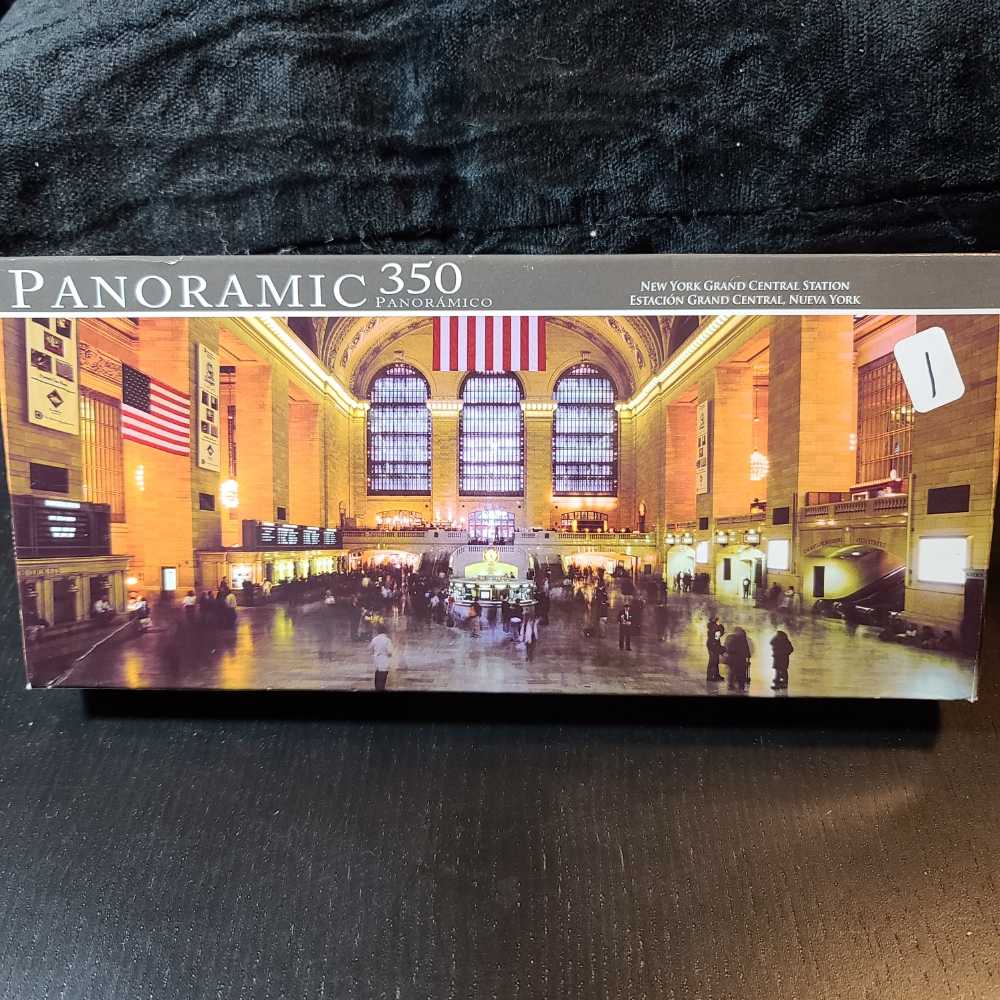 PANORAMIC 350
PANORÁMICO
NEW YORK GRAND CENTRAL STATION
ESTACIÓN GRAND CENTRAL, NUEVA YORK
1